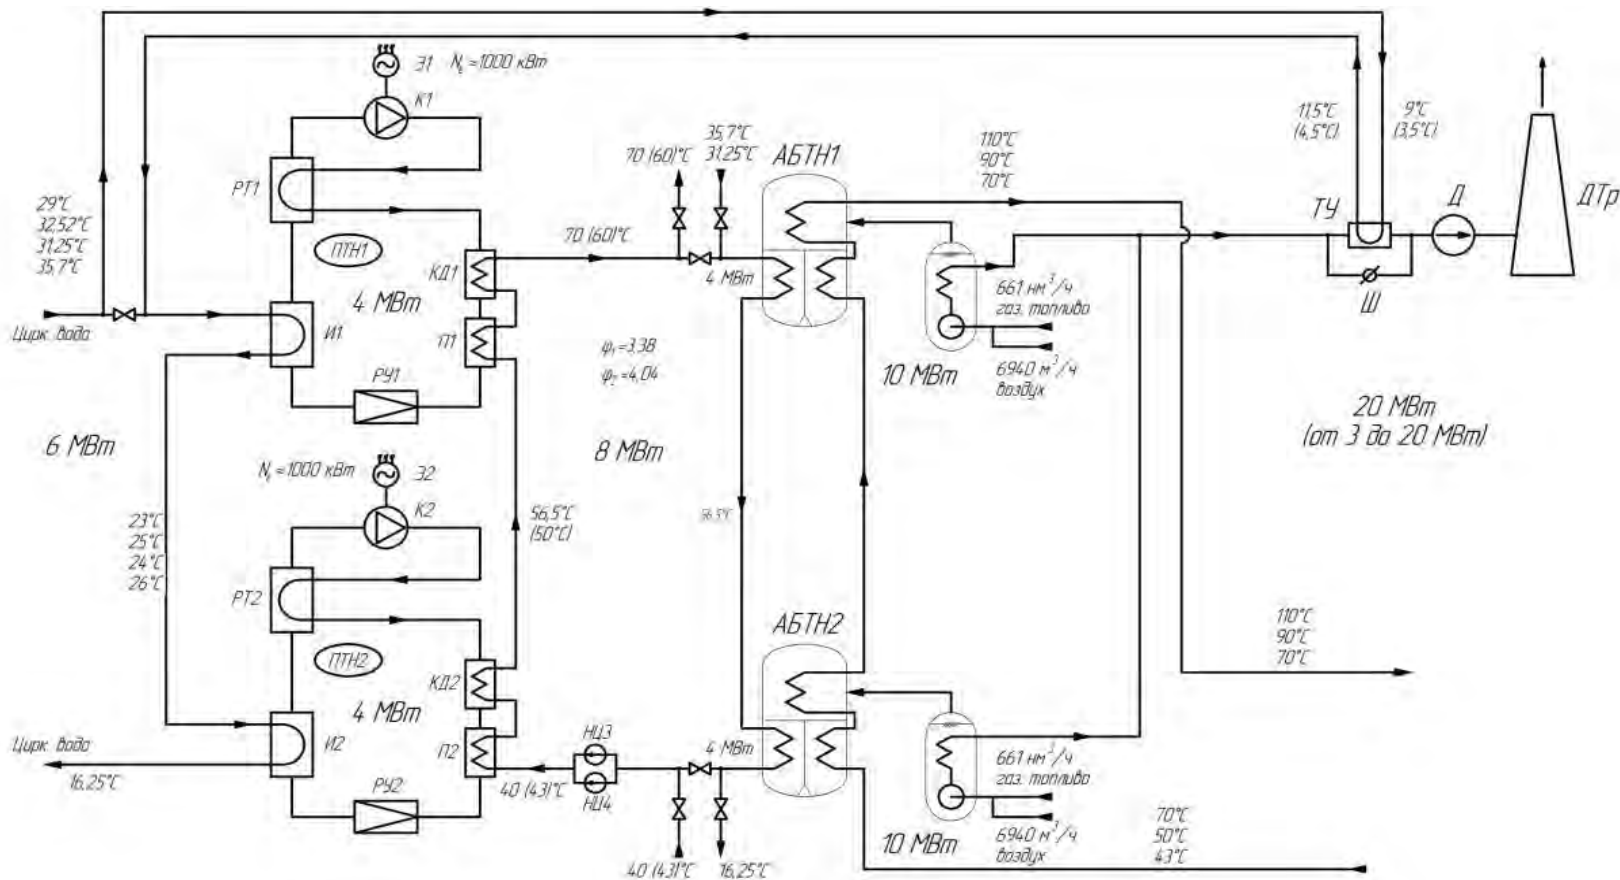 Э1 Nэ=1000 кВт
К1
РТ1
29°С
32,52°С
31,25°С
35,7°С
ПТН1
КД1
4 МВт
Цирк. вода
И1
П1
РУ1
6 МВт
70 (60)°С
70 (60)°С
35,7°С
31,25°С
4 МВт
АБТН1
110°С
90°С
70°С
φ₁=3,38
φ₂=4,04
8 МВт
661 нм³/ч
газ. топливо
6940 м³/ч
воздух
10 МВт
11,5°С
(4,5°С)
9°С
(3,5°С)
ТУ
Д
ДТр
Ш
20 МВт
(от 3 до 20 МВт)
Nэ=1000 кВт
Э2
К2
23°С
25°С
24°С
26°С
56,5°С
(50°С)
56,5°С
РТ2
ПТН2
КД2
4 МВт
Цирк. вода
16,25°С
И2
П2
РУ2
НЦ3
НЦ4
40 (43)°С
4 МВт
40 (43)°С
16,25°С
АБТН2
110°С
90°С
70°С
661 нм³/ч
газ. топливо
6940 м³/ч
воздух
10 МВт
70°С
50°С
43°С